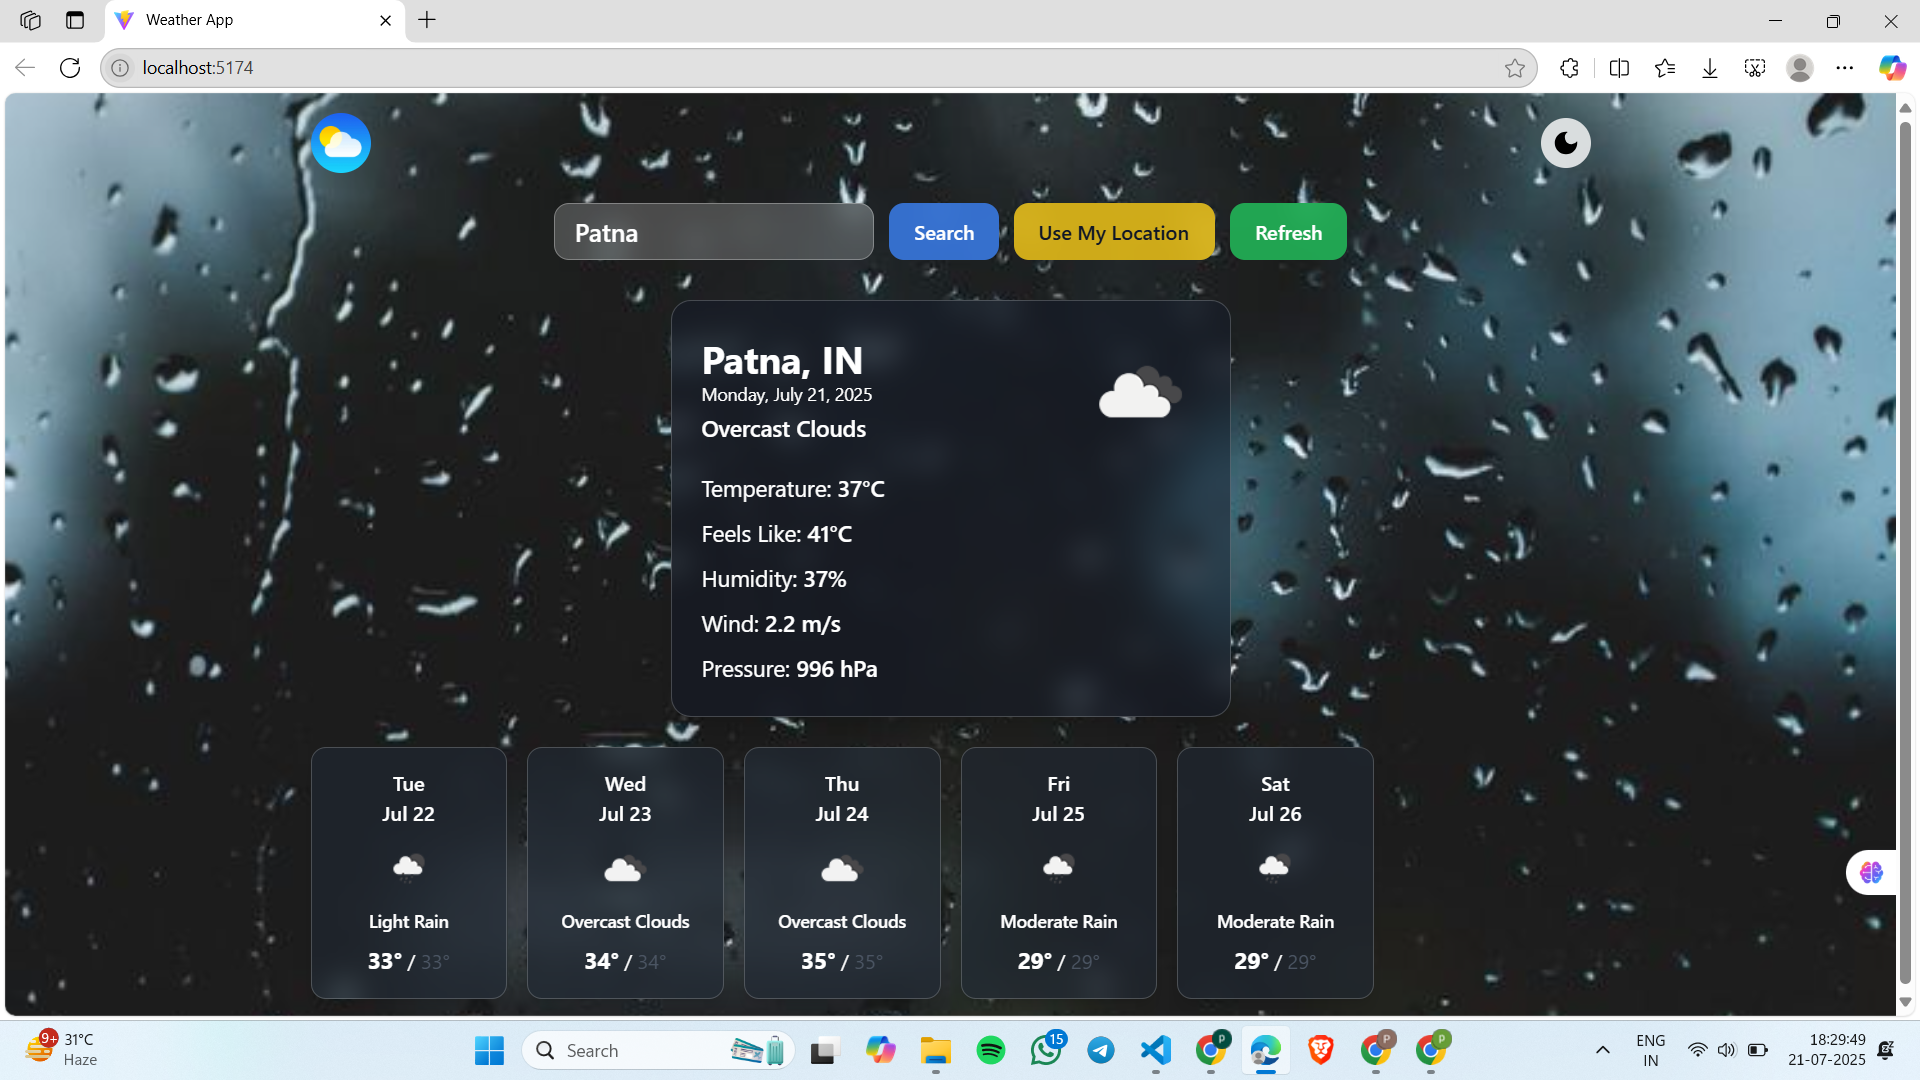 Weather App
localhost:5174
Patna
Search
Use My Location
Refresh
Patna, IN
Monday, July 21, 2025
Overcast Clouds
Temperature: 37°C
Feels Like: 41°C
Humidity: 37%
Wind: 2.2 m/s
Pressure: 996 hPa
Tue
Jul 22
Light Rain
33° / 33°
Wed
Jul 23
Overcast Clouds
34° / 34°
Thu
Jul 24
Overcast Clouds
35° / 35°
Fri
Jul 25
Moderate Rain
29° / 29°
Sat
Jul 26
Moderate Rain
29° / 29°
9+
31°C
Haze
Search
15
P
P
P
ENG
IN
18:29:49
21-07-2025